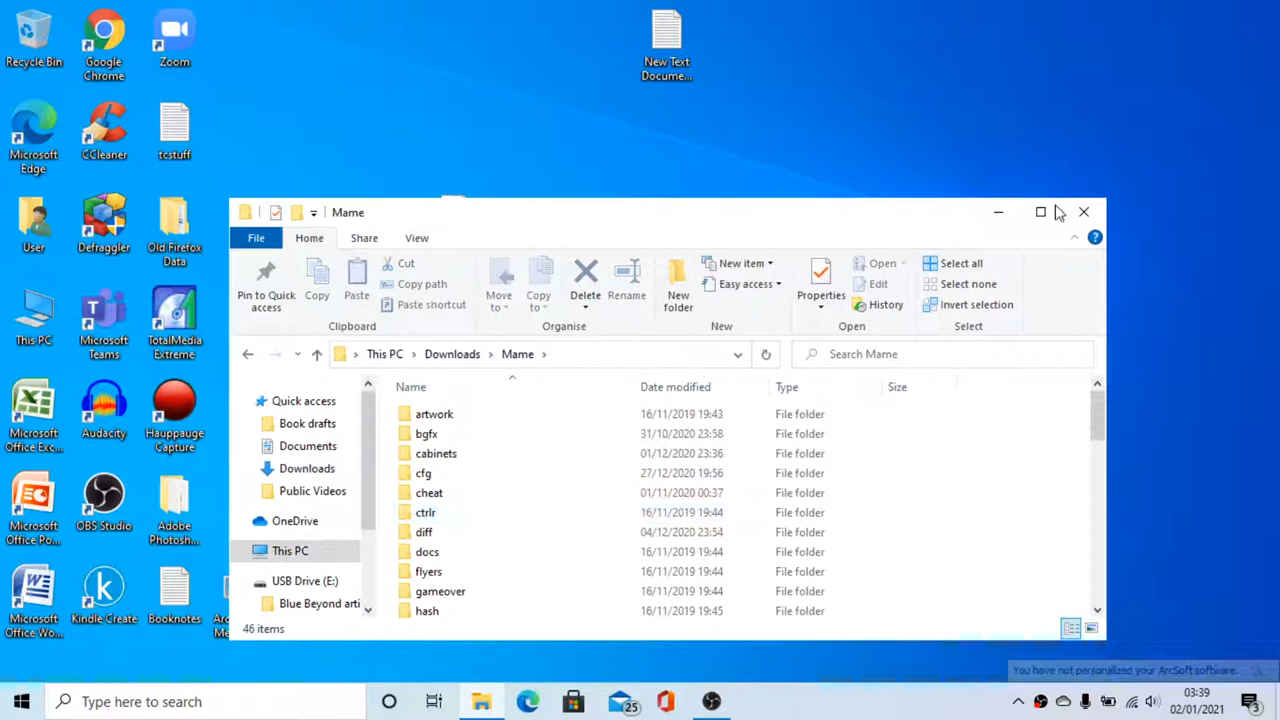 Recycle Bin
Google
Chrome
Zoom
New Text
Docume...
Microsoft
Edge
CCleaner
tcstuff
User
Defraggler
Old Firefox
Data
This PC
Microsoft
Teams
TotalMedia
Extreme
Microsoft
Office Exc...
Audacity
Hauppauge
Capture
Microsoft
Office Po...
OBS Studio
Adobe
Photosh...
Microsoft
Office Wo...
Kindle Create
Booknotes
Mame
File
Home
Share
View
Pin to Quick
access
Copy
Paste
Cut
Copy path
Paste shortcut
Clipboard
Move
to
Copy
to
Delete
Rename
Organise
New
folder
New item
Easy access
New
Properties
Open
Edit
History
Open
Select all
Select none
Invert selection
Select
This PC > Downloads > Mame >
Search Mame
Name Date modified Type Size
Quick access
Book drafts
Documents
Downloads
Public Videos
OneDrive
This PC
USB Drive (E:)
Blue Beyond arti
artwork 16/11/2019 19:43 File folder
bgfx 31/10/2020 23:58 File folder
cabinets 01/12/2020 23:36 File folder
cfg 27/12/2020 19:56 File folder
cheat 01/11/2020 00:37 File folder
ctrlr 16/11/2019 19:44 File folder
diff 04/12/2020 23:54 File folder
docs 16/11/2019 19:44 File folder
flyers 16/11/2019 19:44 File folder
gameover 16/11/2019 19:44 File folder
hash 16/11/2019 19:45 File folder
46 items
You have not personalized your ArcSoft software.
Type here to search
25
03:39
02/01/2021
3